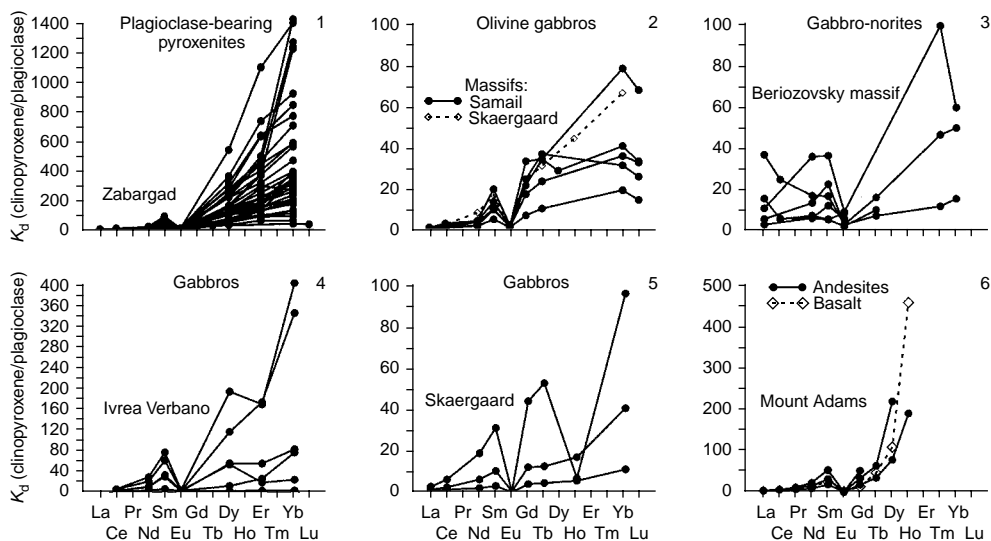 Plagioclase-bearing pyroxenites
1
Zabargad
K_d (clinopyroxene/plagioclase)
1400
1200
1000
800
600
400
200
0
Olivine gabbros
2
Massifs:
Samail
Skaergaard
100
80
60
40
20
0
Gabbro-norites
3
Beriozovsky massif
100
80
60
40
20
0
Gabbros
4
Ivrea Verbano
K_d (clinopyroxene/plagioclase)
400
360
320
280
240
200
160
120
80
40
0
La Pr Sm Gd Dy Er Yb
Ce Nd Eu Tb Ho Tm Lu
Gabbros
5
Skaergaard
100
80
60
40
20
0
La Pr Sm Gd Dy Er Yb
Ce Nd Eu Tb Ho Tm Lu
Andesites
Basalt
6
Mount Adams
500
400
300
200
100
0
La Pr Sm Gd Dy Er Yb
Ce Nd Eu Tb Ho Tm Lu